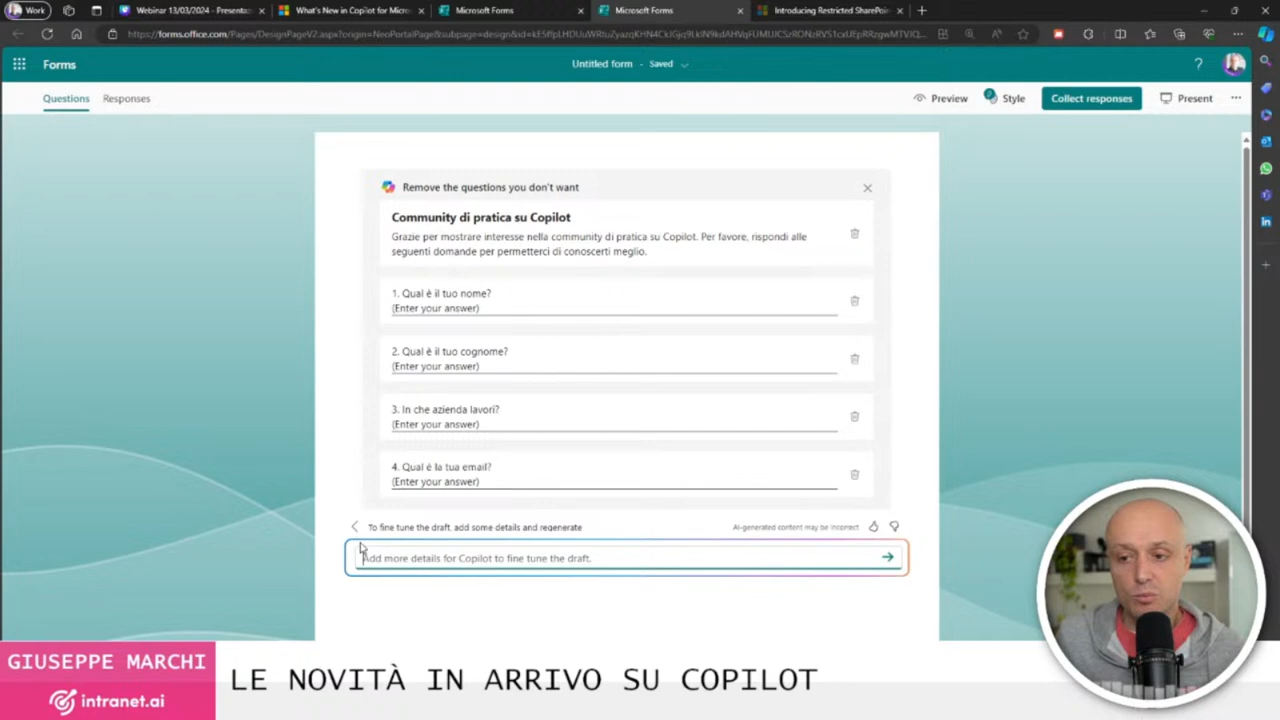 Work
Webinar 13/03/2024 - Presenta
What's New in Copilot for Micro
Microsoft Forms
Microsoft Forms
Introducing Restricted SharePoin
Forms
Untitled form - Saved
?
Questions
Responses
Preview
Style
Collect responses
Present
Remove the questions you don't want
Community di pratica su Copilot
Grazie per mostrare interesse nella community di pratica su Copilot. Per favore, rispondi alle
seguenti domande per permetterci di conoscerti meglio.
1. Qual è il tuo nome?
(Enter your answer)
2. Qual è il tuo cognome?
(Enter your answer)
3. In che azienda lavori?
(Enter your answer)
4. Qual è la tua email?
(Enter your answer)
To fine tune the draft, add some details and regenerate
AI-generated content may be incorrect
Add more details for Copilot to fine tune the draft.
GIUSEPPE MARCHI
intranet.ai
LE NOVITÀ IN ARRIVO SU COPILOT